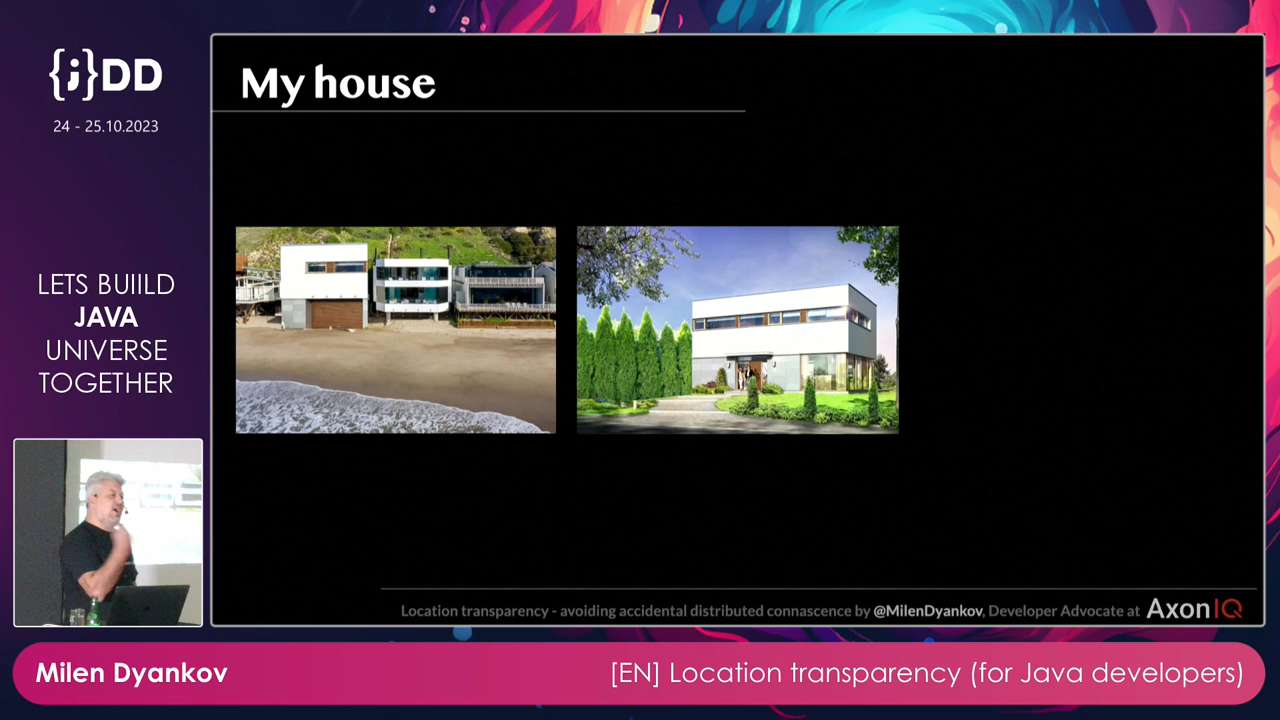 {j}DD
24 - 25.10.2023
LETS BUIILD
JAVA
UNIVERSE
TOGETHER
My house
Location transparency - avoiding accidental distributed connascence by @MilenDyankov, Developer Advocate at AxonIQ
Milen Dyankov
[EN] Location transparency (for Java developers)